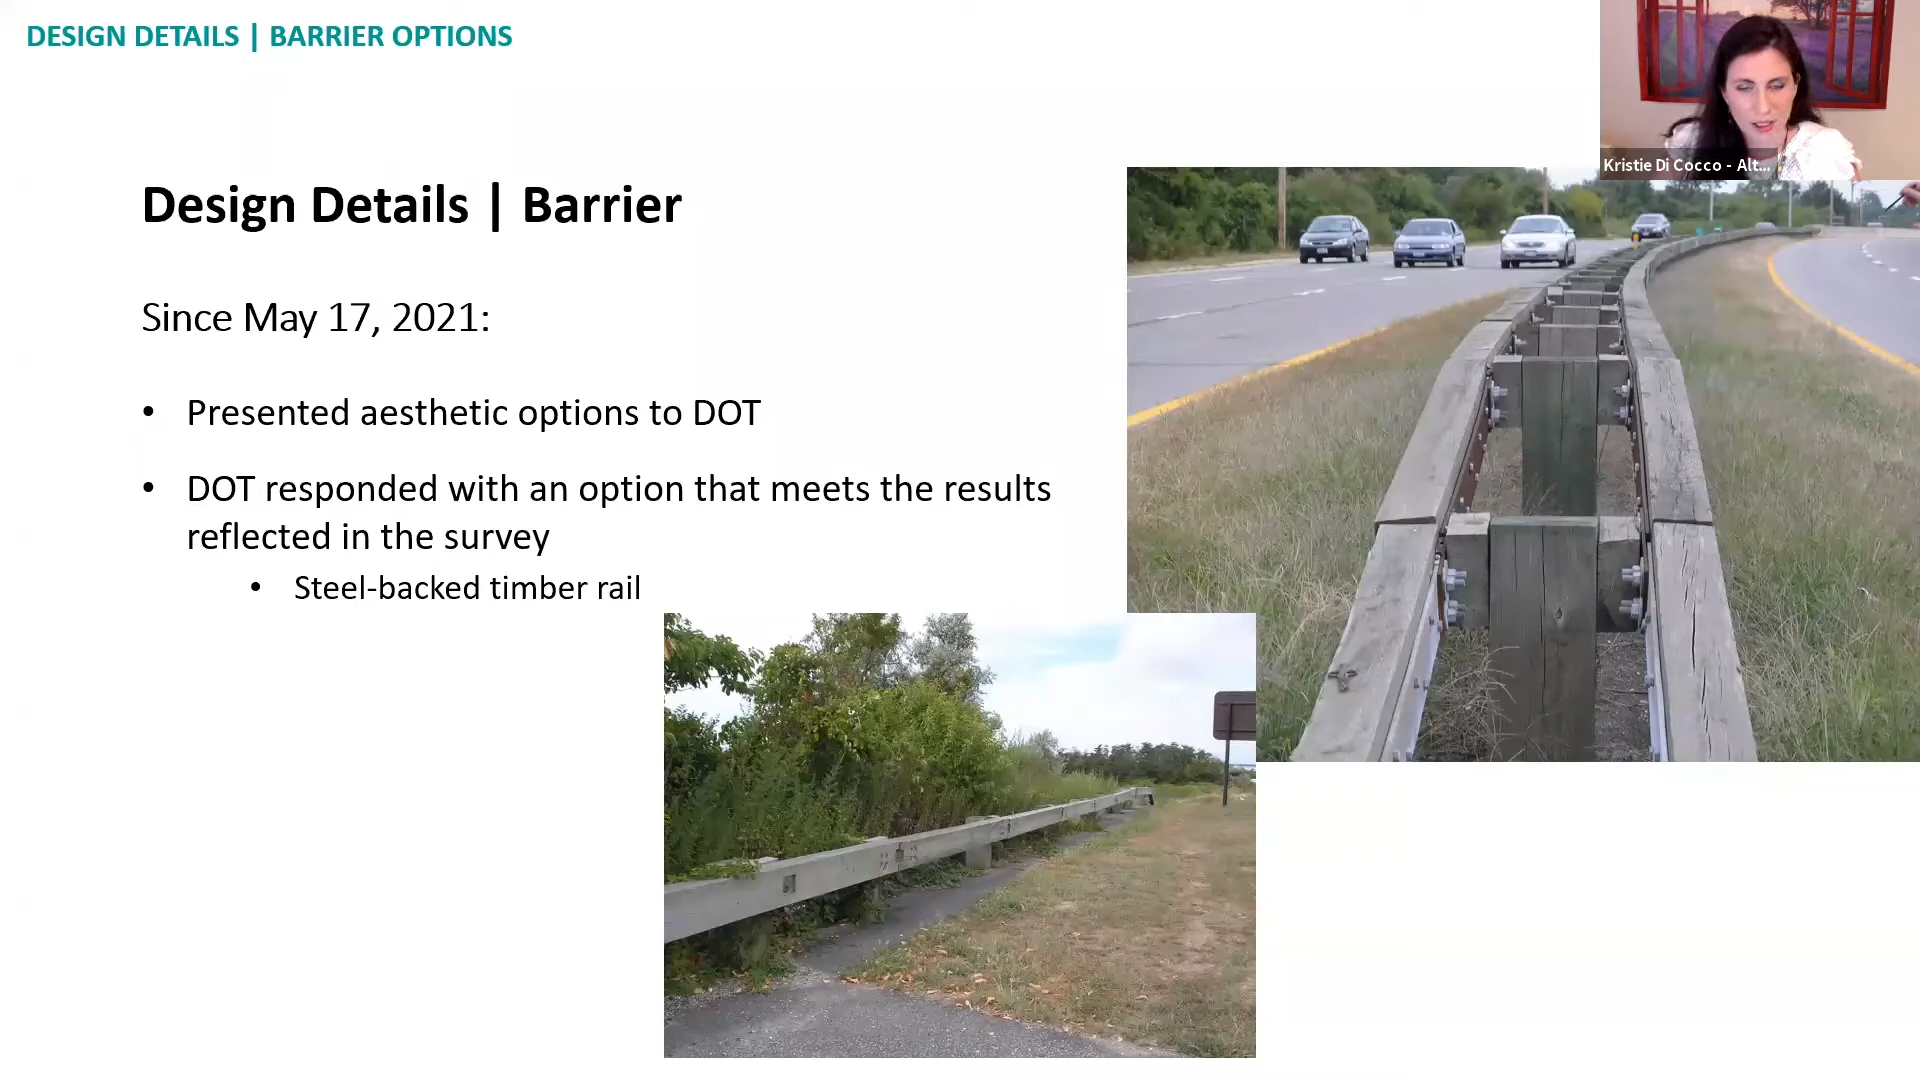 DESIGN DETAILS | BARRIER OPTIONS
Kristie Di Cocco - Alt...
Design Details | Barrier
Since May 17, 2021:
• Presented aesthetic options to DOT
• DOT responded with an option that meets the results
reflected in the survey
• Steel-backed timber rail